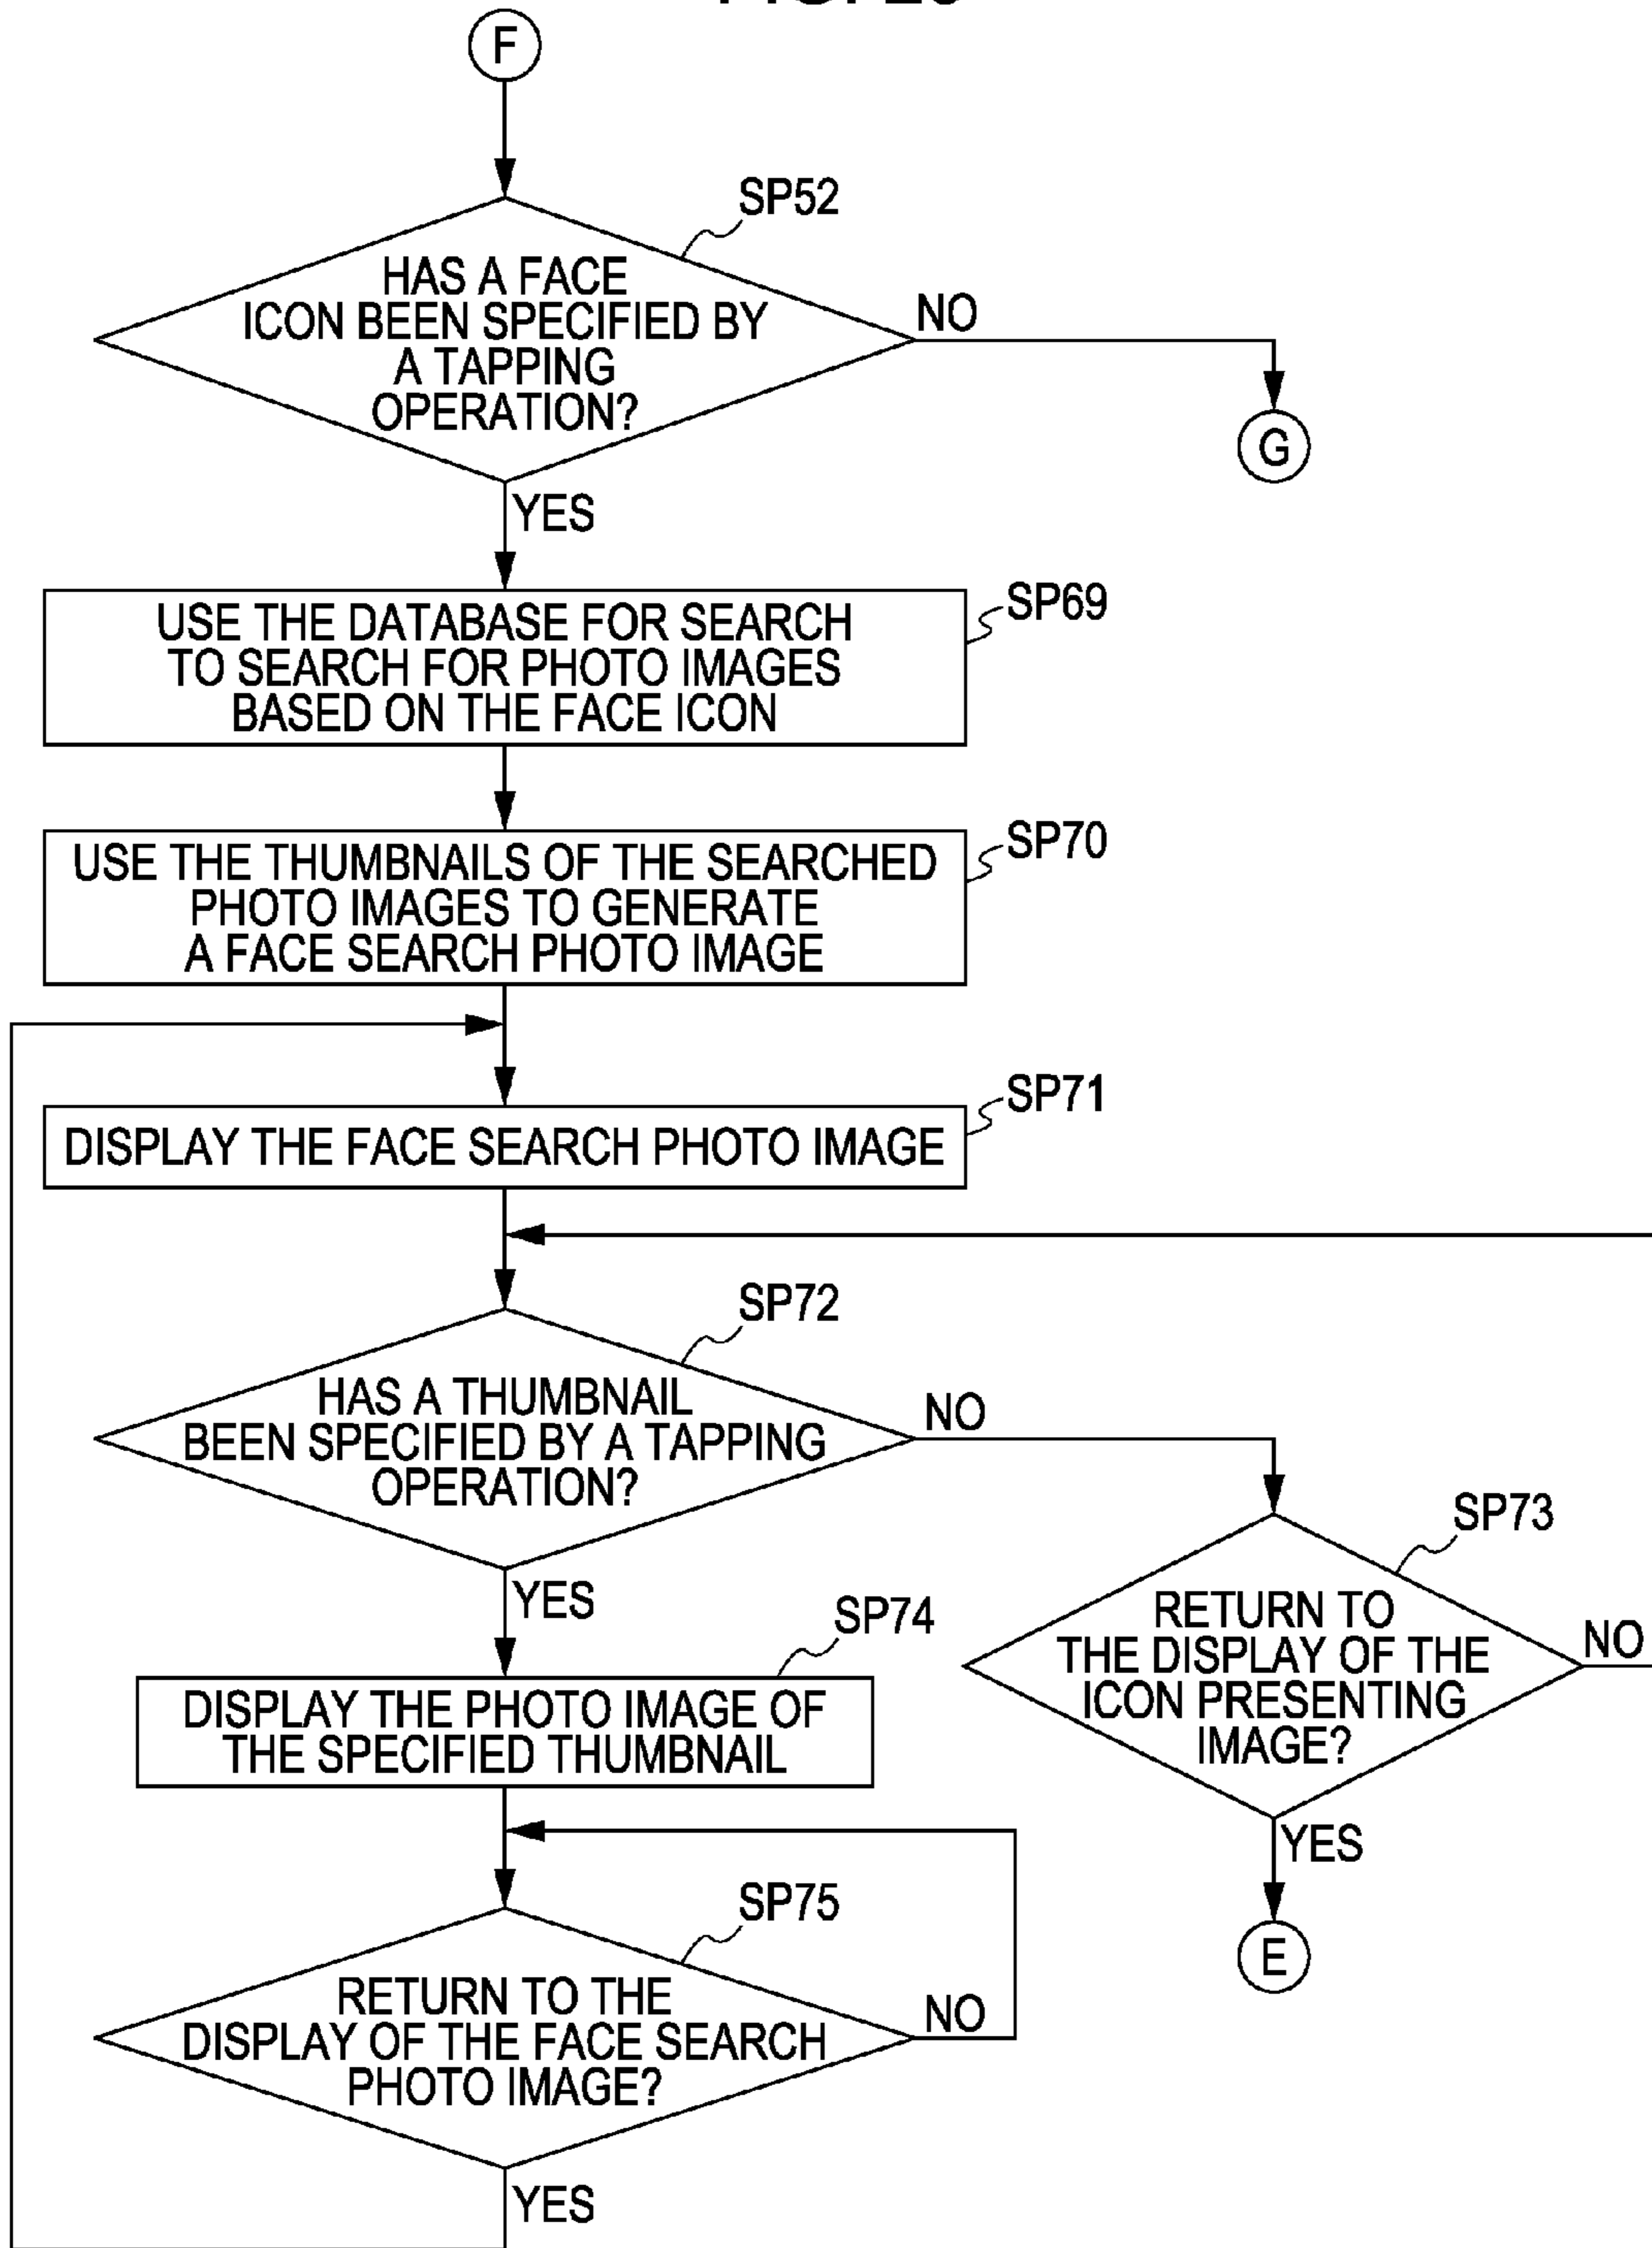 F
SP52
HAS A FACE
ICON BEEN SPECIFIED BY
A TAPPING
OPERATION?
NO
G
YES
SP69
USE THE DATABASE FOR SEARCH
TO SEARCH FOR PHOTO IMAGES
BASED ON THE FACE ICON
SP70
USE THE THUMBNAILS OF THE SEARCHED
PHOTO IMAGES TO GENERATE
A FACE SEARCH PHOTO IMAGE
SP71
DISPLAY THE FACE SEARCH PHOTO IMAGE
SP72
HAS A THUMBNAIL
BEEN SPECIFIED BY A TAPPING
OPERATION?
NO
SP73
RETURN TO
THE DISPLAY OF THE
ICON PRESENTING
IMAGE?
NO
YES
E
YES
SP74
DISPLAY THE PHOTO IMAGE OF
THE SPECIFIED THUMBNAIL
SP75
RETURN TO THE
DISPLAY OF THE FACE SEARCH
PHOTO IMAGE?
NO
YES